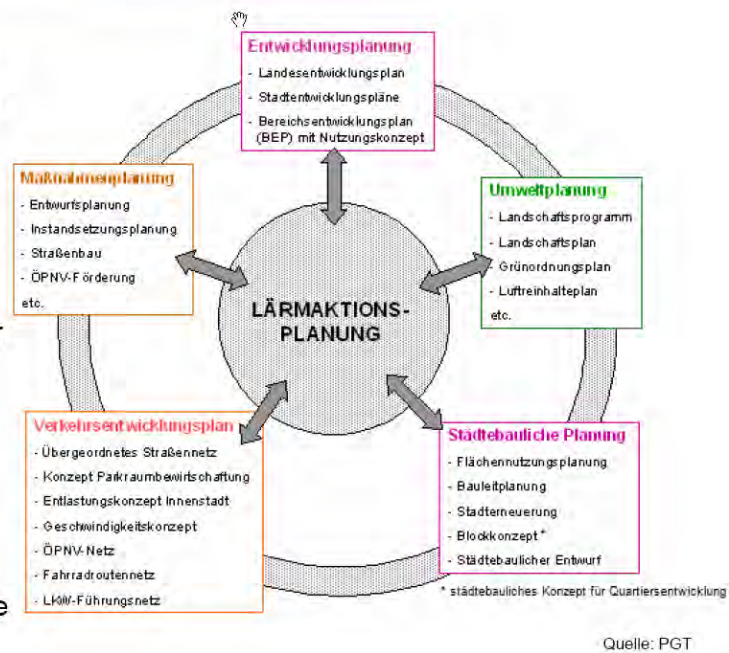 Entwicklungsplanung
- Landesentwicklungsplan
- Stadtentwicklungspläne
- Bereichsentwicklungsplan
(BEP) mit Nutzungskonzept
Maßnahmenplanung
- Entwurfsplanung
- Instandsetzungsplanung
- Straßenbau
- ÖPNV-Förderung
etc.
Umweltplanung
- Landschaftsprogramm
- Landschaftsplan
- Grünordnungsplan
- Luftreinhalteplan
etc.
LÄRMAKTIONS-
PLANUNG
Verkehrsentwicklungsplan
- Übergeordnetes Straßennetz
- Konzept Parkraumbewirtschaftung
- Entlastungskonzept Innenstadt
- Geschwindigkeitskonzept
- ÖPNV-Netz
- Fahrradroutennetz
- LKW-Führungsnetz
Städtebauliche Planung
- Flächennutzungsplanung
- Bauleitplanung
- Stadterneuerung
- Blockkonzept *
- Städtebaulicher Entwurf
* städtebauliches Konzept für Quartiersentwicklung
Quelle: PGT